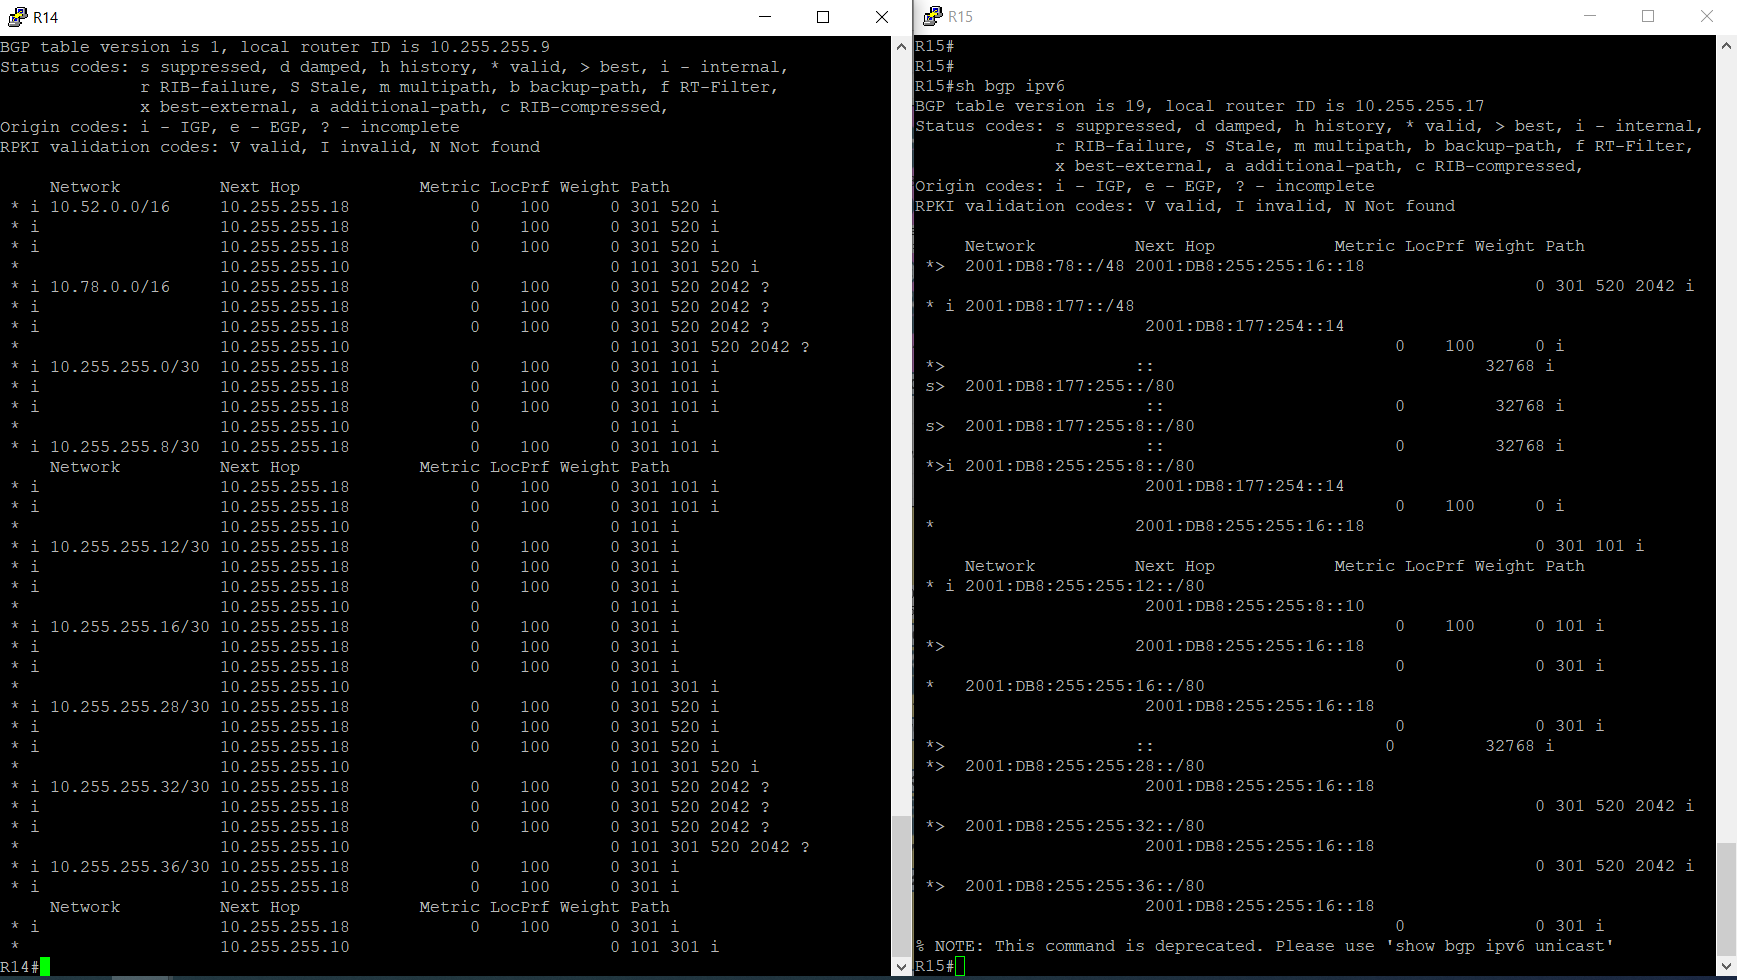 R14
BGP table version is 1, local router ID is 10.255.255.9
Status codes: s suppressed, d damped, h history, * valid, > best, i - internal,
              r RIB-failure, S Stale, m multipath, b backup-path, f RT-Filter,
              x best-external, a additional-path, c RIB-compressed,
Origin codes: i - IGP, e - EGP, ? - incomplete
RPKI validation codes: V valid, I invalid, N Not found

     Network          Next Hop            Metric LocPrf Weight Path
 * i 10.52.0.0/16     10.255.255.18            0    100      0 301 520 i
 * i                  10.255.255.18            0    100      0 301 520 i
 * i                  10.255.255.18            0    100      0 301 520 i
 *                    10.255.255.10                          0 101 301 520 i
 * i 10.78.0.0/16     10.255.255.18            0    100      0 301 520 2042 ?
 * i                  10.255.255.18            0    100      0 301 520 2042 ?
 * i                  10.255.255.18            0    100      0 301 520 2042 ?
 *                    10.255.255.10                          0 101 301 520 2042 ?
 * i 10.255.255.0/30  10.255.255.18            0    100      0 301 101 i
 * i                  10.255.255.18            0    100      0 301 101 i
 * i                  10.255.255.18            0    100      0 301 101 i
 *                    10.255.255.10            0             0 101 i
 * i 10.255.255.8/30  10.255.255.18            0    100      0 301 101 i
     Network          Next Hop            Metric LocPrf Weight Path
 * i                  10.255.255.18            0    100      0 301 101 i
 * i                  10.255.255.18            0    100      0 301 101 i
 *                    10.255.255.10            0             0 101 i
 * i 10.255.255.12/30 10.255.255.18            0    100      0 301 i
 * i                  10.255.255.18            0    100      0 301 i
 * i                  10.255.255.18            0    100      0 301 i
 *                    10.255.255.10            0             0 101 i
 * i 10.255.255.16/30 10.255.255.18            0    100      0 301 i
 * i                  10.255.255.18            0    100      0 301 i
 * i                  10.255.255.18            0    100      0 301 i
 *                    10.255.255.10                          0 101 301 i
 * i 10.255.255.28/30 10.255.255.18            0    100      0 301 520 i
 * i                  10.255.255.18            0    100      0 301 520 i
 * i                  10.255.255.18            0    100      0 301 520 i
 *                    10.255.255.10                          0 101 301 520 i
 * i 10.255.255.32/30 10.255.255.18            0    100      0 301 520 2042 ?
 * i                  10.255.255.18            0    100      0 301 520 2042 ?
 * i                  10.255.255.18            0    100      0 301 520 2042 ?
 *                    10.255.255.10                          0 101 301 520 2042 ?
 * i 10.255.255.36/30 10.255.255.18            0    100      0 301 i
 * i                  10.255.255.18            0    100      0 301 i
     Network          Next Hop            Metric LocPrf Weight Path
 * i                  10.255.255.18            0    100      0 301 i
 *                    10.255.255.10                          0 101 301 i
R14#
R15
R15#
R15#
R15#sh bgp ipv6
BGP table version is 19, local router ID is 10.255.255.17
Status codes: s suppressed, d damped, h history, * valid, > best, i - internal,
              r RIB-failure, S Stale, m multipath, b backup-path, f RT-Filter,
              x best-external, a additional-path, c RIB-compressed,
Origin codes: i - IGP, e - EGP, ? - incomplete
RPKI validation codes: V valid, I invalid, N Not found

     Network          Next Hop            Metric LocPrf Weight Path
 *>  2001:DB8:78::/48 2001:DB8:255:255:16::18
                                                              0 301 520 2042 i
 * i 2001:DB8:177::/48
                       2001:DB8:177:254::14
                                                0    100      0 i
 *>                   ::                                 32768 i
 s>  2001:DB8:177:255::/80
                       ::                       0         32768 i
 s>  2001:DB8:177:255:8::/80
                       ::                       0         32768 i
 *>i 2001:DB8:255:255:8::/80
                       2001:DB8:177:254::14
                                                0    100      0 i
 *                    2001:DB8:255:255:16::18
                                                              0 301 101 i
     Network          Next Hop            Metric LocPrf Weight Path
 * i 2001:DB8:255:255:12::/80
                       2001:DB8:255:255:8::10
                                                0    100      0 101 i
 *>                   2001:DB8:255:255:16::18
                                                0             0 301 i
 *   2001:DB8:255:255:16::/80
                       2001:DB8:255:255:16::18
                                                0             0 301 i
 *>                   ::                       0         32768 i
 *>  2001:DB8:255:255:28::/80
                       2001:DB8:255:255:16::18
                                                              0 301 520 2042 i
 *>  2001:DB8:255:255:32::/80
                       2001:DB8:255:255:16::18
                                                              0 301 520 2042 i
 *>  2001:DB8:255:255:36::/80
                       2001:DB8:255:255:16::18
                                                0             0 301 i
% NOTE: This command is deprecated. Please use 'show bgp ipv6 unicast'
R15#